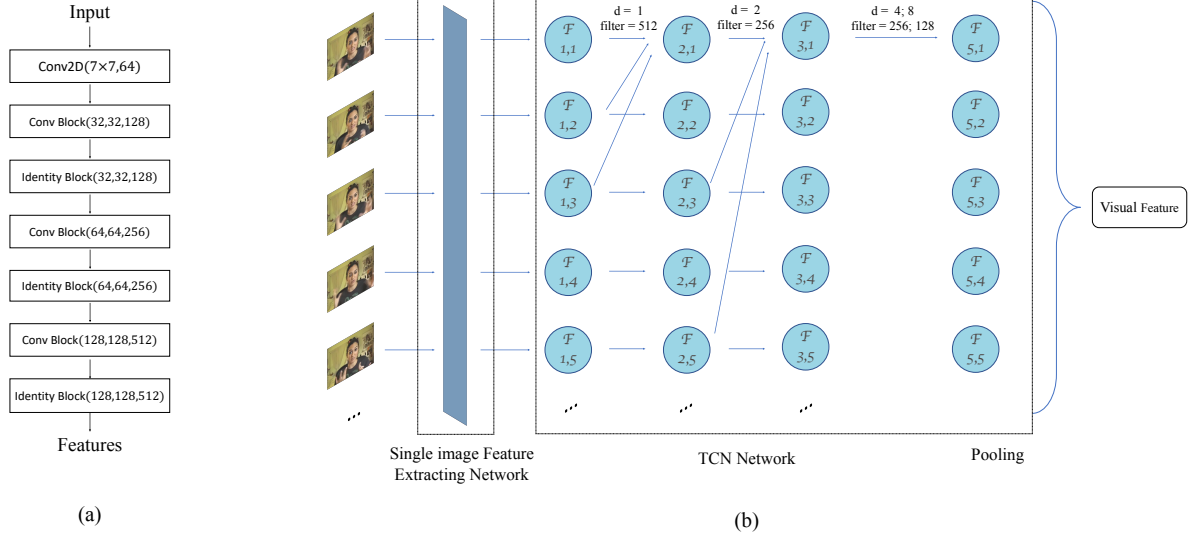 Input
Conv2D(7×7,64)
Conv Block(32,32,128)
Identity Block(32,32,128)
Conv Block(64,64,256)
Identity Block(64,64,256)
Conv Block(128,128,512)
Identity Block(128,128,512)
Features
(a)
d = 1
filter = 512
d = 2
filter = 256
d = 4; 8
filter = 256; 128
ℱ
1,1
ℱ
2,1
ℱ
3,1
ℱ
5,1
ℱ
1,2
ℱ
2,2
ℱ
3,2
ℱ
5,2
ℱ
1,3
ℱ
2,3
ℱ
3,3
ℱ
5,3
ℱ
1,4
ℱ
2,4
ℱ
3,4
ℱ
5,4
ℱ
1,5
ℱ
2,5
ℱ
3,5
ℱ
5,5
...
...
...
...
Visual Feature
Single image Feature
Extracting Network
TCN Network
Pooling
(b)